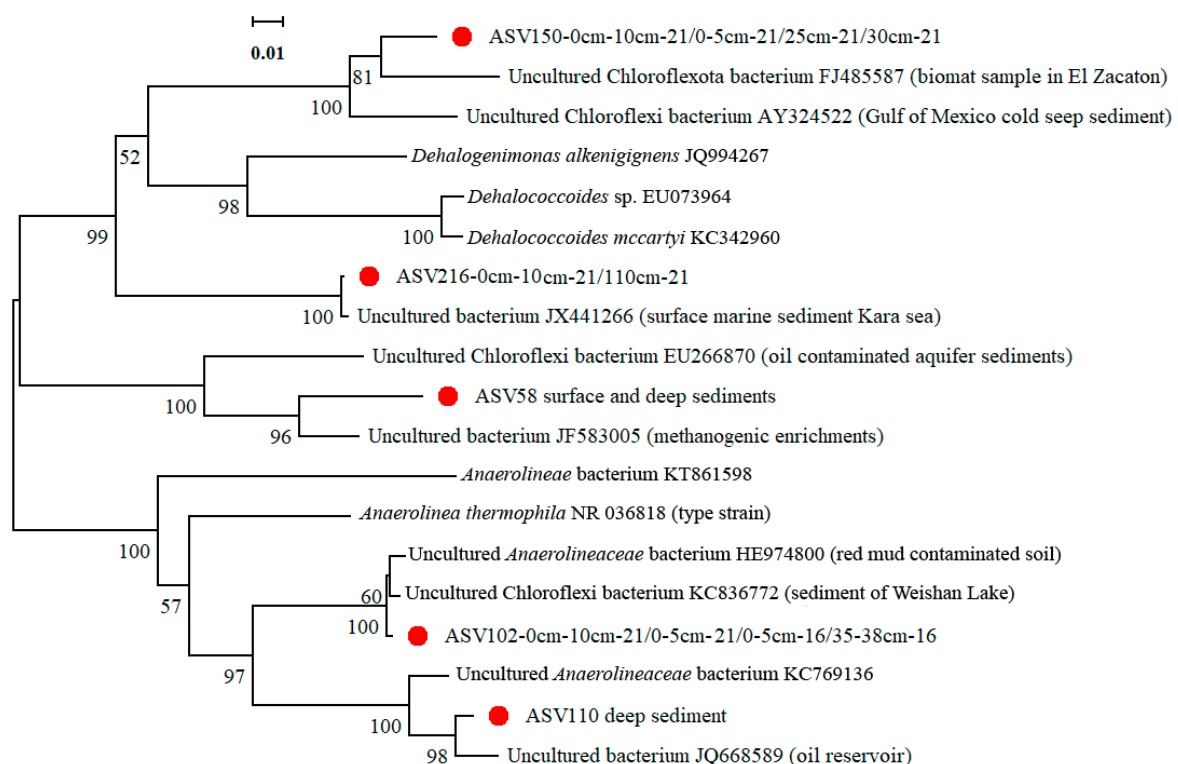 ASV150-0cm-10cm-21/0-5cm-21/25cm-21/30cm-21
0.01
81
Uncultured Chloroflexota bacterium FJ485587 (biomat sample in El Zacaton)
100
Uncultured Chloroflexi bacterium AY324522 (Gulf of Mexico cold seep sediment)
52
Dehalogenimonas alkenigignens JQ994267
98
Dehalococcoides sp. EU073964
99
100
Dehalococcoides mccartyi KC342960
ASV216-0cm-10cm-21/110cm-21
100
Uncultured bacterium JX441266 (surface marine sediment Kara sea)
Uncultured Chloroflexi bacterium EU266870 (oil contaminated aquifer sediments)
100
ASV58 surface and deep sediments
96
Uncultured bacterium JF583005 (methanogenic enrichments)
Anaerolineae bacterium KT861598
Anaerolinea thermophila NR 036818 (type strain)
100
Uncultured Anaerolineaceae bacterium HE974800 (red mud contaminated soil)
57
60
Uncultured Chloroflexi bacterium KC836772 (sediment of Weishan Lake)
100
ASV102-0cm-10cm-21/0-5cm-21/0-5cm-16/35-38cm-16
97
Uncultured Anaerolineaceae bacterium KC769136
100
ASV110 deep sediment
98
Uncultured bacterium JQ668589 (oil reservoir)